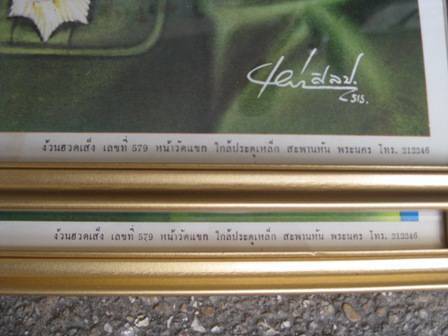 ง้วนฮวดเส็ง เลขที่ 579 หน้าวัดแขก ใกล้ประตูเหล็ก สะพานหัน พระนคร โทร. 213346
ง้วนฮวดเส็ง เลขที่ 579 หน้าวัดแขก ใกล้ประตูเหล็ก สะพานหัน พระนคร โทร. 213346